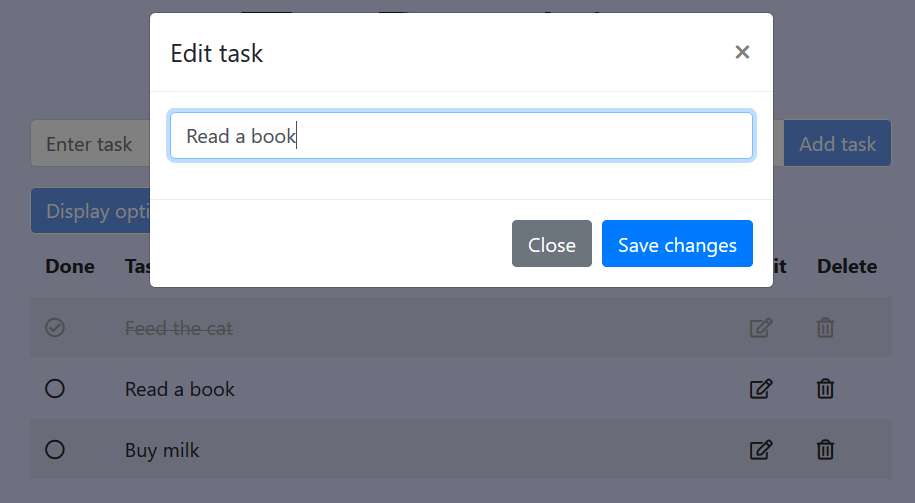 Edit task
×
Read a book
Enter task
Add task
Display opti
Done Tas it Delete
Feed the cat
Read a book
Buy milk
Close Save changes